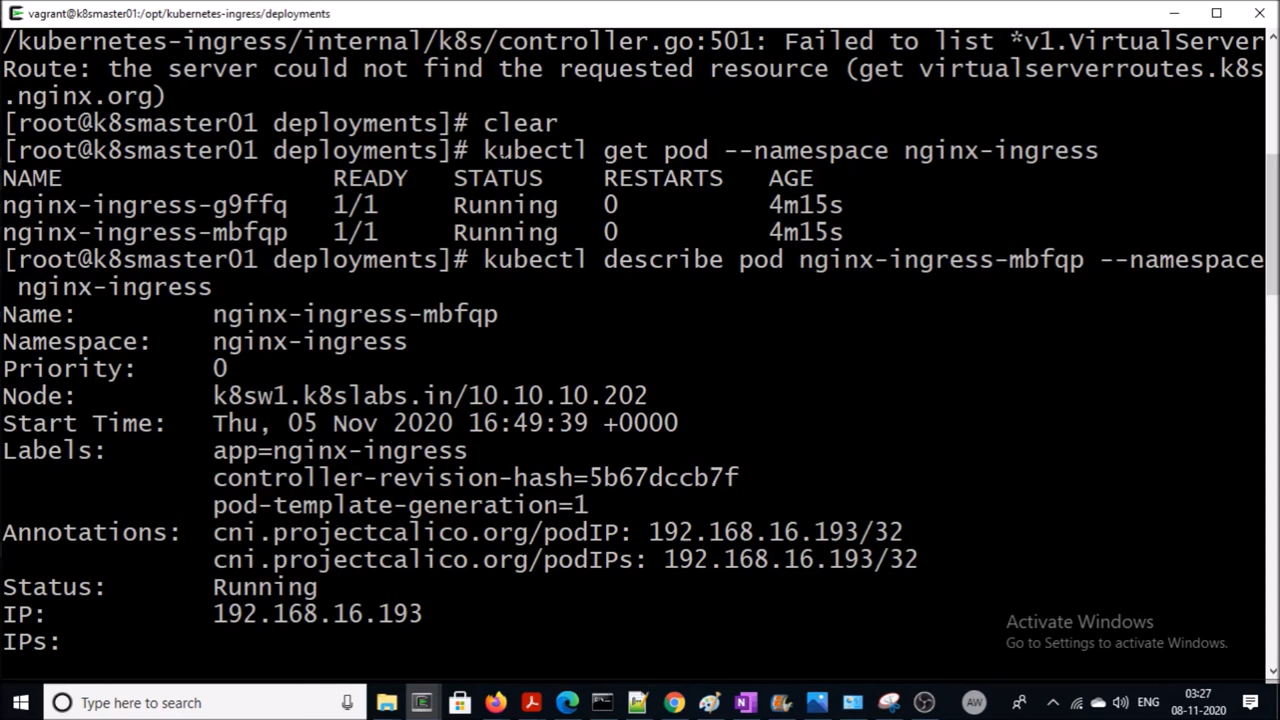 vagrant@k8smaster01:/opt/kubernetes-ingress/deployments
/kubernetes-ingress/internal/k8s/controller.go:501: Failed to list *v1.VirtualServer
Route: the server could not find the requested resource (get virtualserverroutes.k8s
.nginx.org)
[root@k8smaster01 deployments]# clear
[root@k8smaster01 deployments]# kubectl get pod --namespace nginx-ingress
NAME READY STATUS RESTARTS AGE
nginx-ingress-g9ffq 1/1 Running 0 4m15s
nginx-ingress-mbfqp 1/1 Running 0 4m15s
[root@k8smaster01 deployments]# kubectl describe pod nginx-ingress-mbfqp --namespace
nginx-ingress
Name: nginx-ingress-mbfqp
Namespace: nginx-ingress
Priority: 0
Node: k8sw1.k8slabs.in/10.10.10.202
Start Time: Thu, 05 Nov 2020 16:49:39 +0000
Labels: app=nginx-ingress
controller-revision-hash=5b67dccb7f
pod-template-generation=1
Annotations: cni.projectcalico.org/podIP: 192.168.16.193/32
cni.projectcalico.org/podIPs: 192.168.16.193/32
Status: Running
IP: 192.168.16.193
IPs:
Activate Windows
Go to Settings to activate Windows.
Type here to search
AW
ENG
03:27
08-11-2020